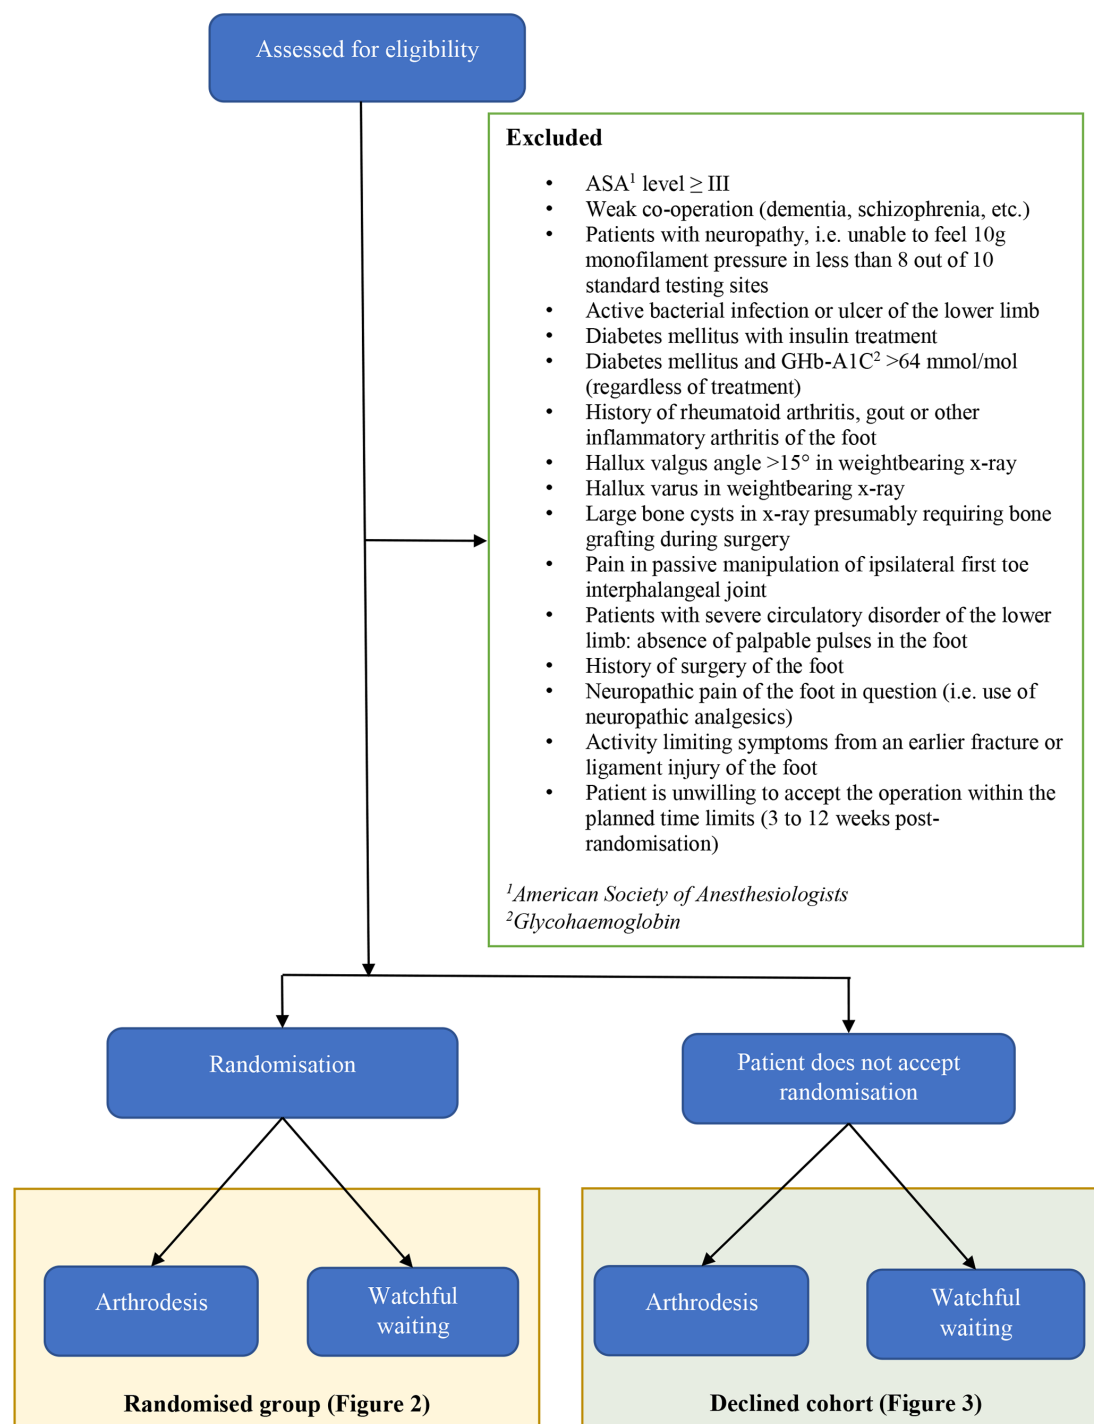 Assessed for eligibility
Excluded
• ASA¹ level ≥ III
• Weak co-operation (dementia, schizophrenia, etc.)
• Patients with neuropathy, i.e. unable to feel 10g
monofilament pressure in less than 8 out of 10
standard testing sites
• Active bacterial infection or ulcer of the lower limb
• Diabetes mellitus with insulin treatment
• Diabetes mellitus and GHb-A1C² >64 mmol/mol
(regardless of treatment)
• History of rheumatoid arthritis, gout or other
inflammatory arthritis of the foot
• Hallux valgus angle >15° in weightbearing x-ray
• Hallux varus in weightbearing x-ray
• Large bone cysts in x-ray presumably requiring bone
grafting during surgery
• Pain in passive manipulation of ipsilateral first toe
interphalangeal joint
• Patients with severe circulatory disorder of the lower
limb: absence of palpable pulses in the foot
• History of surgery of the foot
• Neuropathic pain of the foot in question (i.e. use of
neuropathic analgesics)
• Activity limiting symptoms from an earlier fracture or
ligament injury of the foot
• Patient is unwilling to accept the operation within the
planned time limits (3 to 12 weeks post-
randomisation)
¹American Society of Anesthesiologists
²Glycohaemoglobin
Randomisation
Patient does not accept
randomisation
Arthrodesis
Watchful
waiting
Randomised group (Figure 2)
Arthrodesis
Watchful
waiting
Declined cohort (Figure 3)